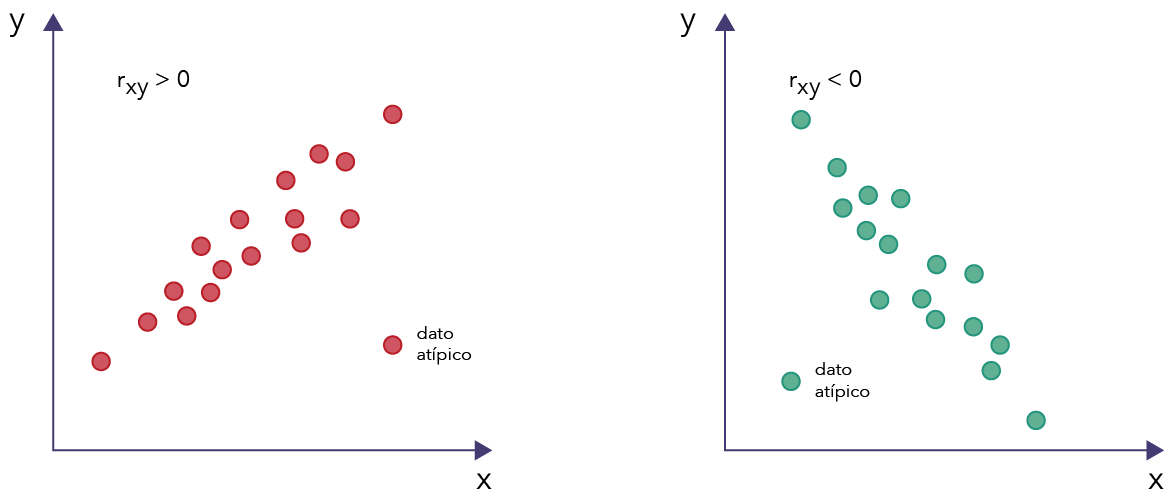 y
r_xy > 0
dato
atípico
x
y
r_xy < 0
dato
atípico
x